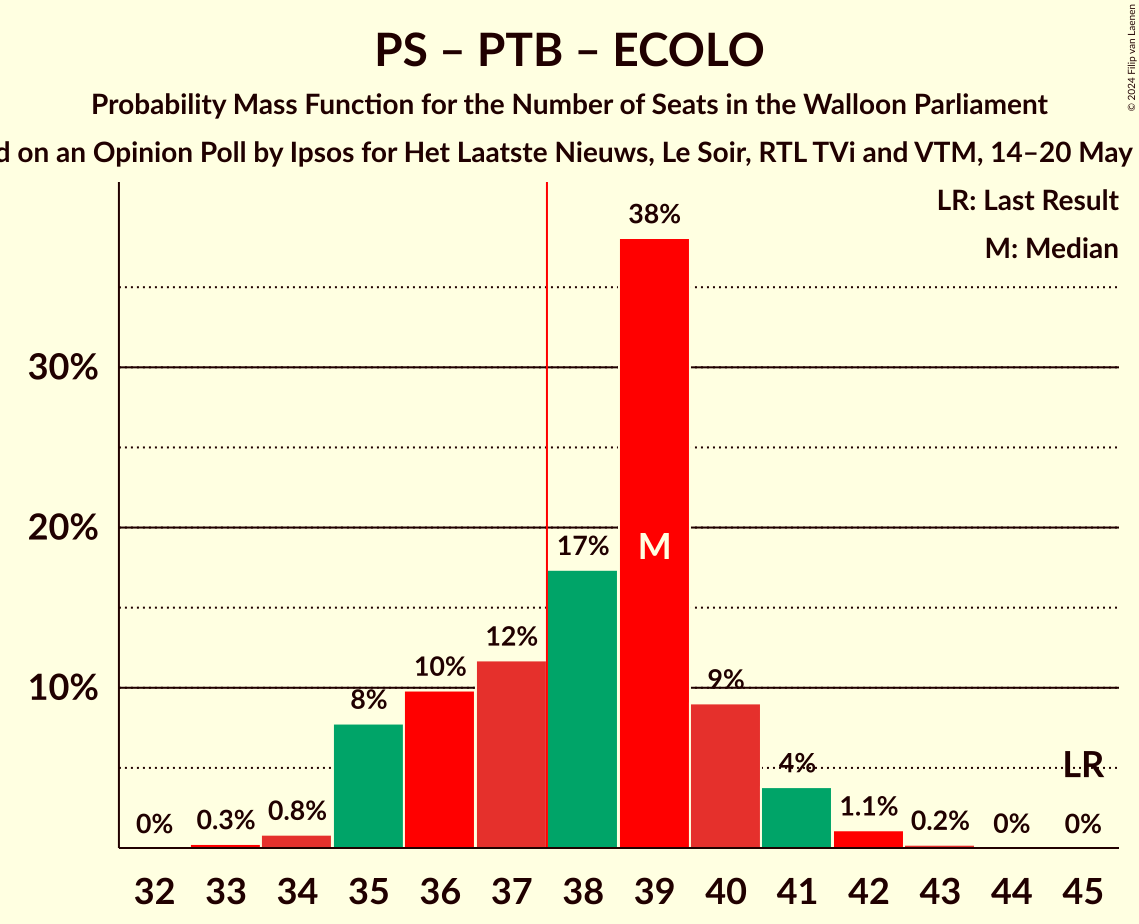 PS – PTB – ECOLO
Probability Mass Function for the Number of Seats in the Walloon Parliament
on an Opinion Poll by Ipsos for Het Laatste Nieuws, Le Soir, RTL TVi and VTM, 14–20 May
© 2024 Filip van Laenen
LR: Last Result
M: Median
38%
30%
M
20%
17%
12%
10%
10%
9%
8%
4%
LR
0% 0.3% 0.8% 1.1% 0.2% 0% 0%
32 33 34 35 36 37 38 39 40 41 42 43 44 45